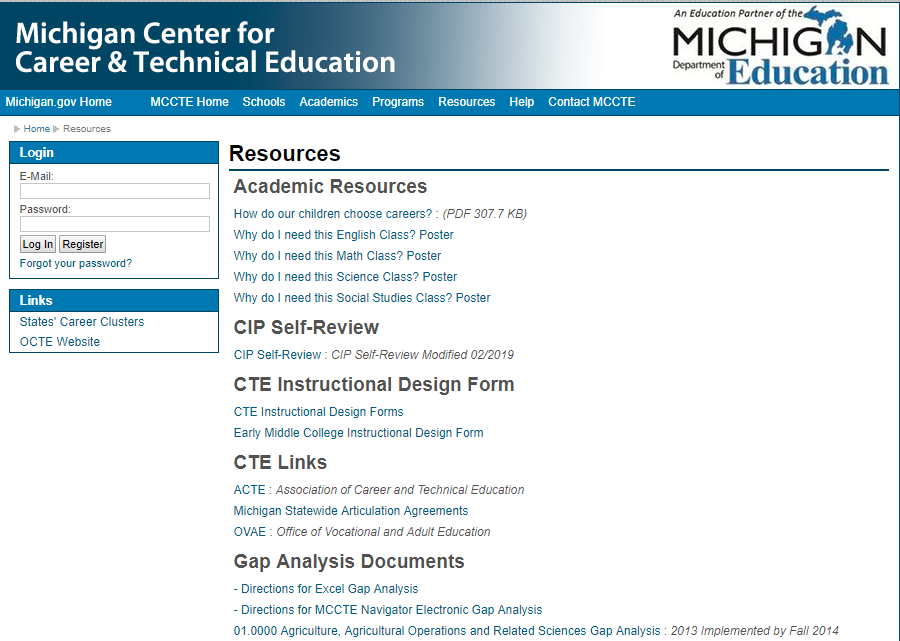 Michigan Center for
Career & Technical Education
An Education Partner of the
MICHIGAN
Department
of Education
Michigan.gov Home MCCTE Home Schools Academics Programs Resources Help Contact MCCTE
Home Resources
Login
E-Mail:
Password:
Log In Register
Forgot your password?
Links
States' Career Clusters
OCTE Website
Resources
Academic Resources
How do our children choose careers? : (PDF 307.7 KB)
Why do I need this English Class? Poster
Why do I need this Math Class? Poster
Why do I need this Science Class? Poster
Why do I need this Social Studies Class? Poster
CIP Self-Review
CIP Self-Review : CIP Self-Review Modified 02/2019
CTE Instructional Design Form
CTE Instructional Design Forms
Early Middle College Instructional Design Form
CTE Links
ACTE : Association of Career and Technical Education
Michigan Statewide Articulation Agreements
OVAE : Office of Vocational and Adult Education
Gap Analysis Documents
- Directions for Excel Gap Analysis
- Directions for MCCTE Navigator Electronic Gap Analysis
01.0000 Agriculture, Agricultural Operations and Related Sciences Gap Analysis : 2013 Implemented by Fall 2014